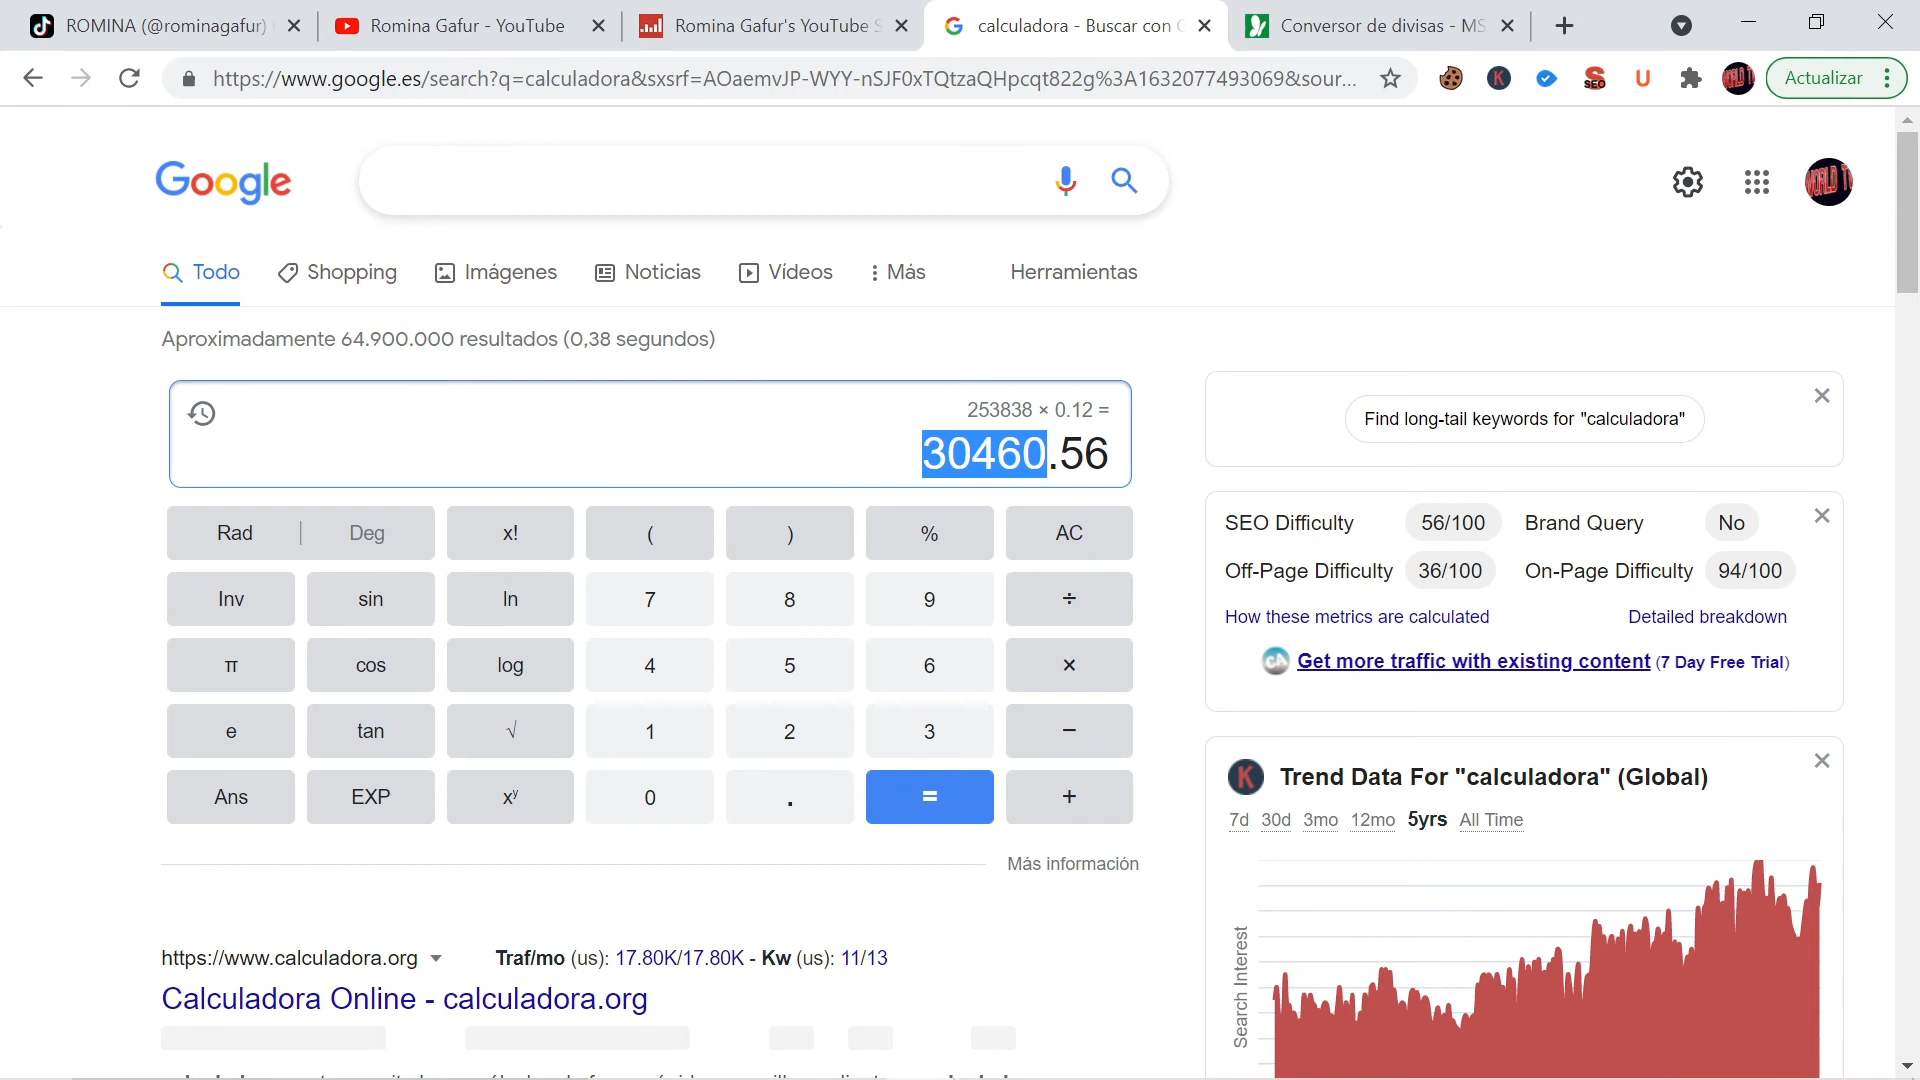 ROMINA (@rominagafur)
Romina Gafur - YouTube
Romina Gafur's YouTube S
calculadora - Buscar con G
Conversor de divisas - MS
https://www.google.es/search?q=calculadora&sxsrf=AOaemvJP-WYY-nSJF0xTQtzaQHpcqt822g%3A1632077493069&sour...
K
SEO
U
Actualizar
Google
WORLD T
Todo
Shopping
Imágenes
Noticias
Vídeos
Más
Herramientas
Aproximadamente 64.900.000 resultados (0,38 segundos)
253838 × 0.12 =
30460.56
Rad | Deg x! ( ) % AC
Inv sin ln 7 8 9 ÷
π cos log 4 5 6 ×
e tan √ 1 2 3 −
Ans EXP xʸ 0 . = +
Más información
https://www.calculadora.org Traf/mo (us): 17.80K/17.80K - Kw (us): 11/13
Calculadora Online - calculadora.org
Find long-tail keywords for "calculadora"
SEO Difficulty 56/100 Brand Query No
Off-Page Difficulty 36/100 On-Page Difficulty 94/100
How these metrics are calculated Detailed breakdown
CA Get more traffic with existing content (7 Day Free Trial)
K Trend Data For "calculadora" (Global)
7d 30d 3mo 12mo 5yrs All Time
Search Interest